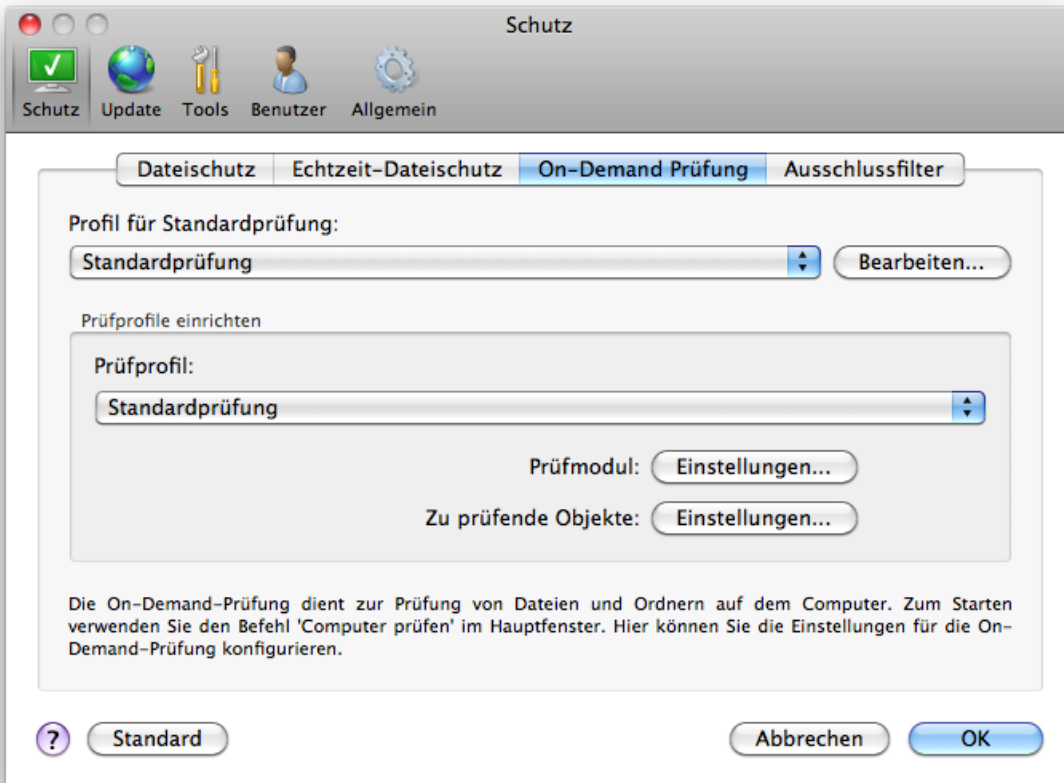 Schutz
Schutz Update Tools Benutzer Allgemein
Dateischutz Echtzeit-Dateischutz On-Demand Prüfung Ausschlussfilter
Profil für Standardprüfung:
Standardprüfung Bearbeiten...
Prüfprofile einrichten
Prüfprofil:
Standardprüfung
Prüfmodul: Einstellungen...
Zu prüfende Objekte: Einstellungen...
Die On-Demand-Prüfung dient zur Prüfung von Dateien und Ordnern auf dem Computer. Zum Starten
verwenden Sie den Befehl 'Computer prüfen' im Hauptfenster. Hier können Sie die Einstellungen für die On-
Demand-Prüfung konfigurieren.
? Standard Abbrechen OK